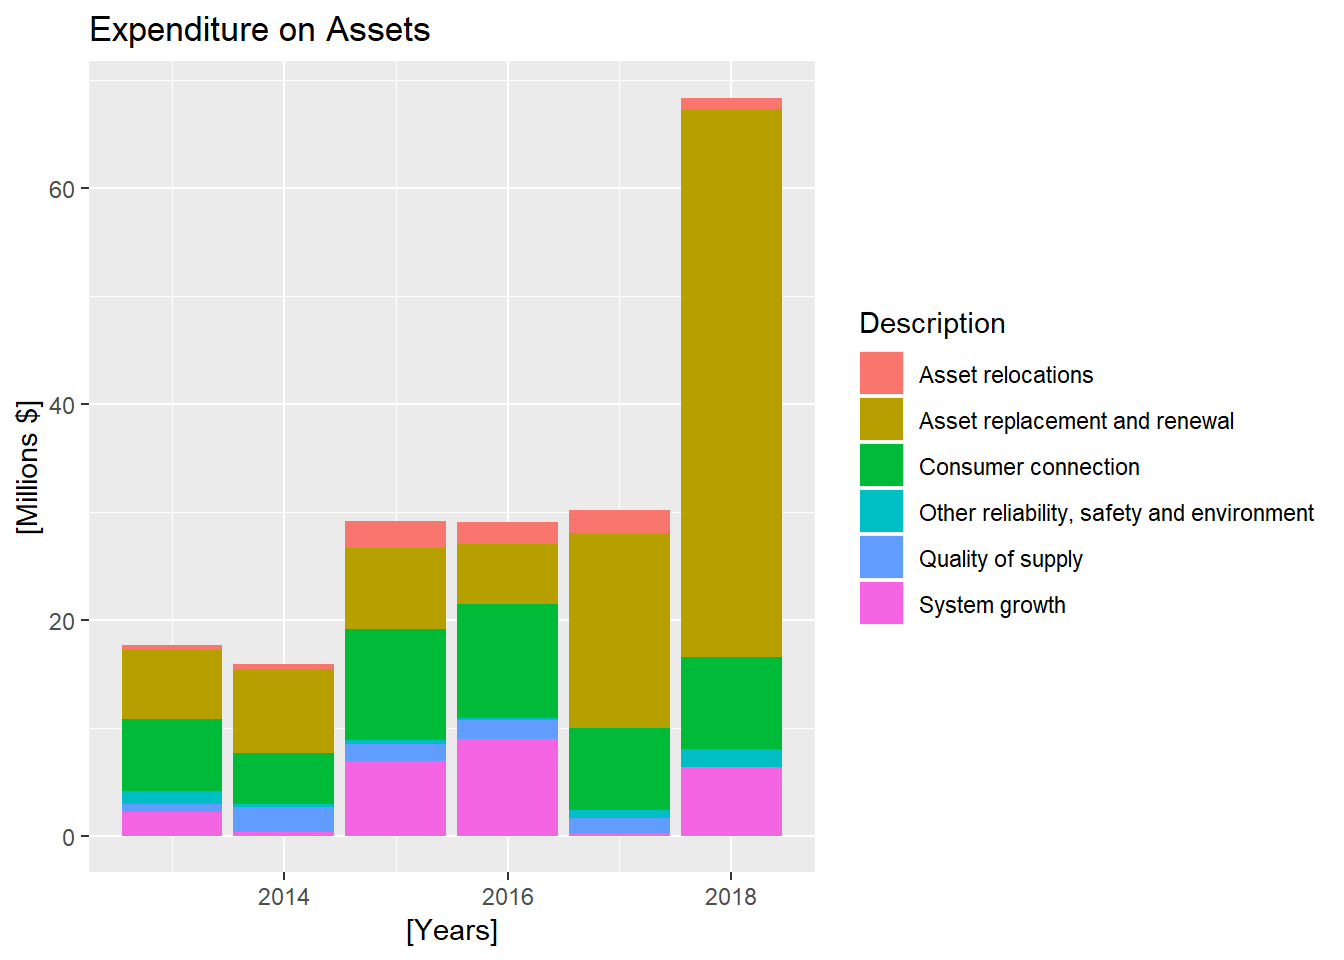 Expenditure on Assets
[Millions $]
60
40
20
0
2014
2016
2018
[Years]
Description
Asset relocations
Asset replacement and renewal
Consumer connection
Other reliability, safety and environment
Quality of supply
System growth